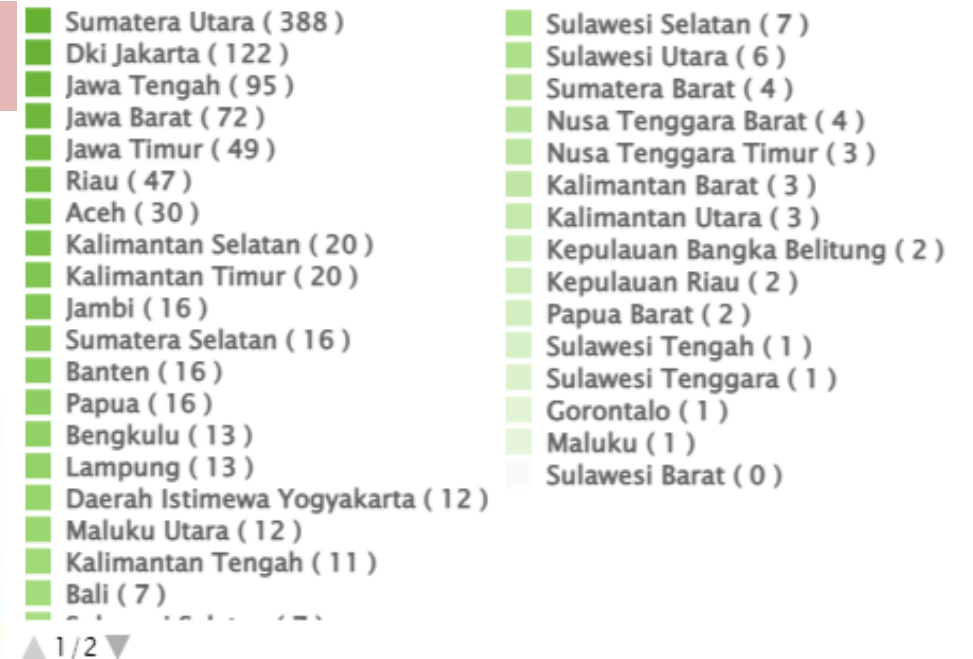 Sumatera Utara ( 388 )
Dki Jakarta ( 122 )
Jawa Tengah ( 95 )
Jawa Barat ( 72 )
Jawa Timur ( 49 )
Riau ( 47 )
Aceh ( 30 )
Kalimantan Selatan ( 20 )
Kalimantan Timur ( 20 )
Jambi ( 16 )
Sumatera Selatan ( 16 )
Banten ( 16 )
Papua ( 16 )
Bengkulu ( 13 )
Lampung ( 13 )
Daerah Istimewa Yogyakarta ( 12 )
Maluku Utara ( 12 )
Kalimantan Tengah ( 11 )
Bali ( 7 )
1/2
Sulawesi Selatan ( 7 )
Sulawesi Utara ( 6 )
Sumatera Barat ( 4 )
Nusa Tenggara Barat ( 4 )
Nusa Tenggara Timur ( 3 )
Kalimantan Barat ( 3 )
Kalimantan Utara ( 3 )
Kepulauan Bangka Belitung ( 2 )
Kepulauan Riau ( 2 )
Papua Barat ( 2 )
Sulawesi Tengah ( 1 )
Sulawesi Tenggara ( 1 )
Gorontalo ( 1 )
Maluku ( 1 )
Sulawesi Barat ( 0 )